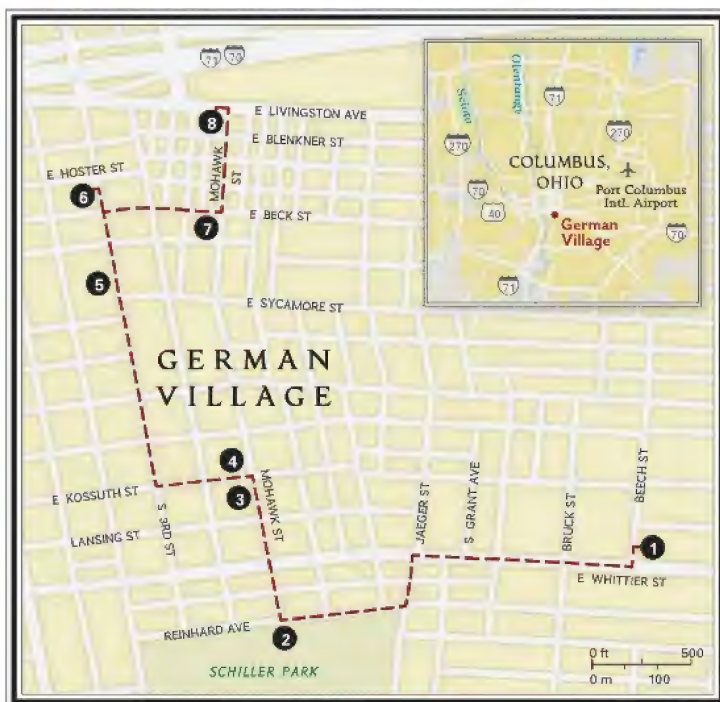 71 70
E LIVINGSTON AVE
8
E BLENKNER ST
MOHAWK
ST
E HOSTER ST
6
E BECK ST
7
5
E SYCAMORE ST
GERMAN
VILLAGE
4
3
E KOSSUTH ST
MOHAWK ST
S 3RD ST
LANSING ST
JAEGER ST
S GRANT AVE
BRUCK ST
BEECH ST
1
E WHITTIER ST
REINHARD AVE
2
SCHILLER PARK
0 ft 500
0 m 100
Scioto
Olentangy
71
270
270
COLUMBUS,
OHIO
Port Columbus
Intl. Airport
70
40
German
Village
70
71